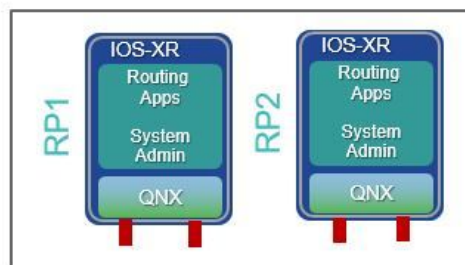 RP1
IOS-XR
Routing
Apps
System
Admin
QNX
RP2
IOS-XR
Routing
Apps
System
Admin
QNX